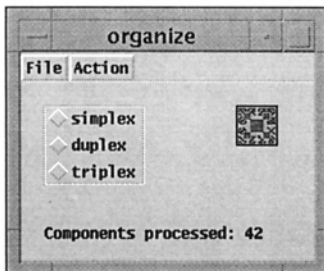 organize
File Action
simplex
duplex
triplex
Components processed: 42